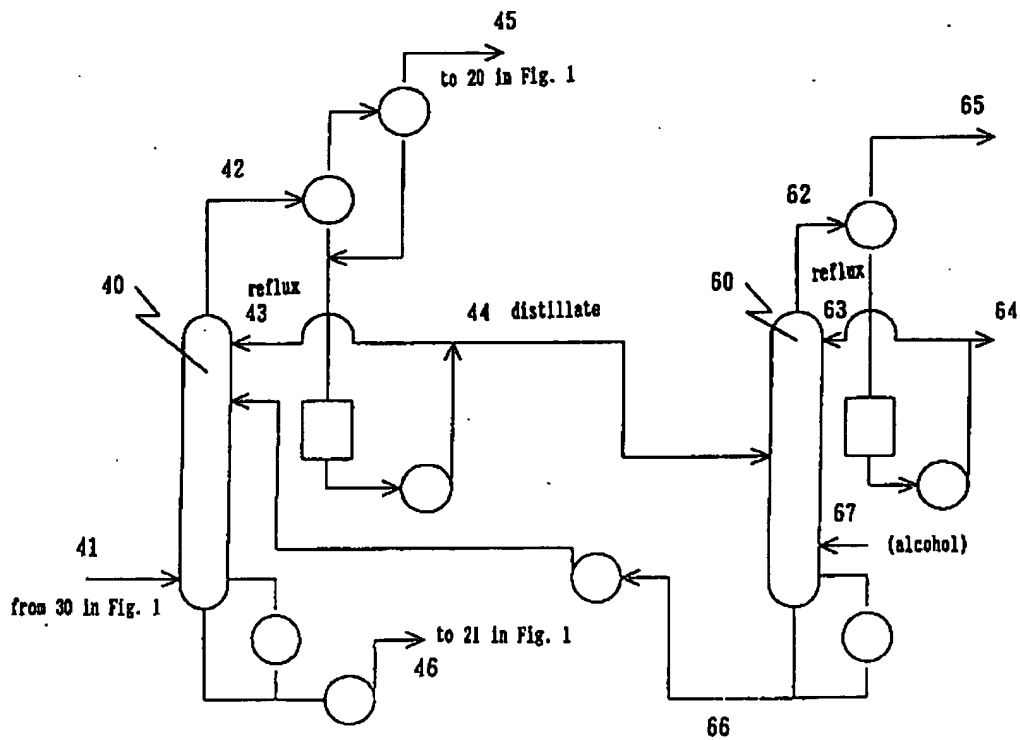 45
to 20 in Fig. 1
65
42
62
40
reflux
43
44 distillate
60
reflux
63
64
67
(alcohol)
41
from 30 in Fig. 1
to 21 in Fig. 1
46
66